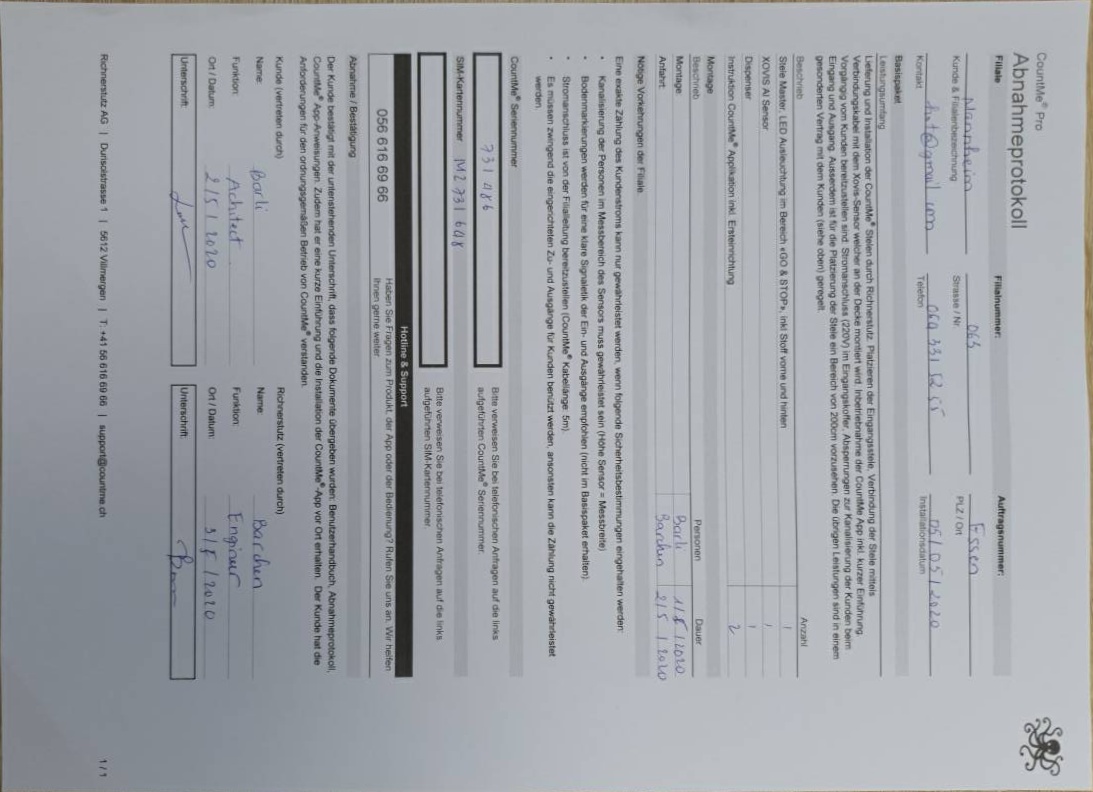 CountMe® Pro
Abnahmeprotokoll
Filiale Filialnummer: Auftragsnummer:
Mannheim 063 Essen
Kunde & Filialenbezeichnung Strasse / Nr. PLZ / Ort
@gmail.com 069 331 52 55 05/05/2020
Kontakt Telefon Installationsdatum
Basispaket
Leistungsumfang
Lieferung und Installation der CountMe® Stelen durch Richnerstutz. Platzieren der Eingangsstele, Verbindung der Stele mittels
Verbindungskabel mit dem Xovis-Sensor welcher an der Decke montiert wird. Inbetriebnahme der CountMe App inkl. kurzer Einführung.
Vorgängig vom Kunden bereitzustellen sind: Stromanschluss (220V) im Eingangskoffer, Absperrungen zur Kanalisierung der Kunden beim
Eingang und Ausgang. Ausserdem ist für die Platzierung der Stele ein Bereich von 200cm vorzusehen. Die übrigen Leistungen sind in einem
gesonderten Vertrag mit dem Kunden (siehe oben) geregelt.
Beschrieb Anzahl
Stele Master, LED Ausleuchtung im Bereich «GO & STOP», inkl Stoff vorne und hinten 1
XOVIS AI Sensor 1
Dispenser 1
Instruktion CountMe® Applikation inkl. Ersteinrichtung 2
Montage
Beschrieb Personen Dauer
Montage: Barli 1/5/2020
Anfahrt: Barchen 2/5/2020
Nötige Vorkehrungen der Filiale
Eine exakte Zählung des Kundenstroms kann nur gewährleistet werden, wenn folgende Sicherheitsbestimmungen eingehalten werden:
• Kanalisierung der Personen im Messbereich des Sensors muss gewährleistet sein (Höhe Sensor = Messbreite)
• Bodenmarkierungen werden für eine klare Signaletik der Ein- und Ausgänge empfohlen (nicht im Basispaket erhalten).
• Stromanschluss ist von der Filialleitung bereitzustellen (CountMe® Kabellänge: 5m)
• Es müssen zwingend die eingerichteten Zu- und Ausgänge für Kunden benützt werden, ansonsten kann die Zählung nicht gewährleistet
werden.
CountMe® Seriennummer
731486
Bitte verweisen Sie bei telefonischen Anfragen auf die links
aufgeführten CountMe® Seriennummer.
SIM-Kartennummer M2731648
Bitte verweisen Sie bei telefonischen Anfragen auf die links
aufgeführten SIM-Kartennummer.
Hotline & Support
056 616 69 66
Haben Sie Fragen zum Produkt, der App oder der Bedienung? Rufen Sie uns an. Wir helfen
Ihnen gerne weiter.
Abnahme / Bestätigung
Der Kunde bestätigt mit der untenstehenden Unterschrift, dass folgende Dokumente übergeben wurden: Benutzerhandbuch, Abnahmeprotokoll,
CountMe® App-Anweisungen. Zudem hat er eine kurze Einführung und die Installation der CountMe®-App vor Ort erhalten. Der Kunde hat die
Anforderungen für den ordnungsgemäßen Betrieb von CountMe® verstanden.
Kunde (vertreten durch) Richnerstutz (vertreten durch)
Name: Barli Name: Barchen
Funktion: Architect Funktion: Engineur
Ort / Datum: 2/5/2020 Ort / Datum: 3/5/2020
Unterschrift: Unterschrift:
Richnerstutz AG | Durisolstrasse 1 | 5612 Villmergen | T: +41 56 616 69 66 | support@countme.ch 1 / 1